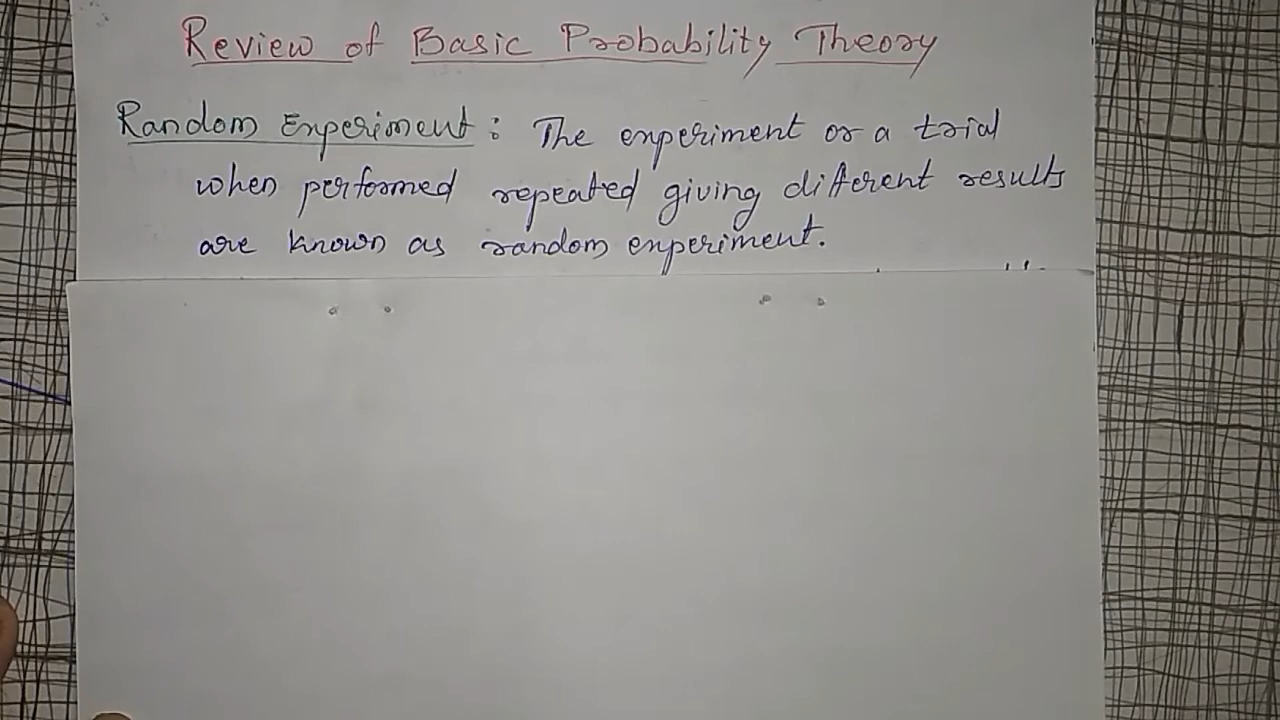 Review of Basic Probability Theory
Random Experiment : The experiment or a trial
when performed repeated giving different results
are known as random experiment.